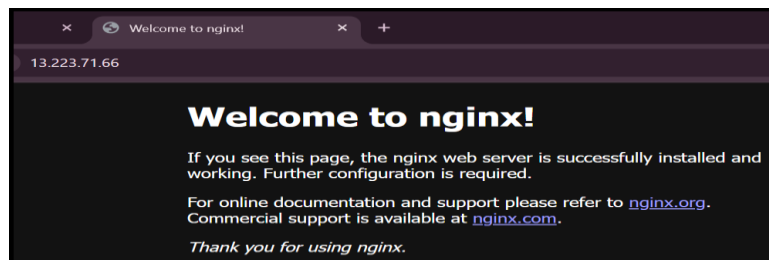 Welcome to nginx!
13.223.71.66
Welcome to nginx!
If you see this page, the nginx web server is successfully installed and
working. Further configuration is required.
For online documentation and support please refer to nginx.org.
Commercial support is available at nginx.com.
Thank you for using nginx.